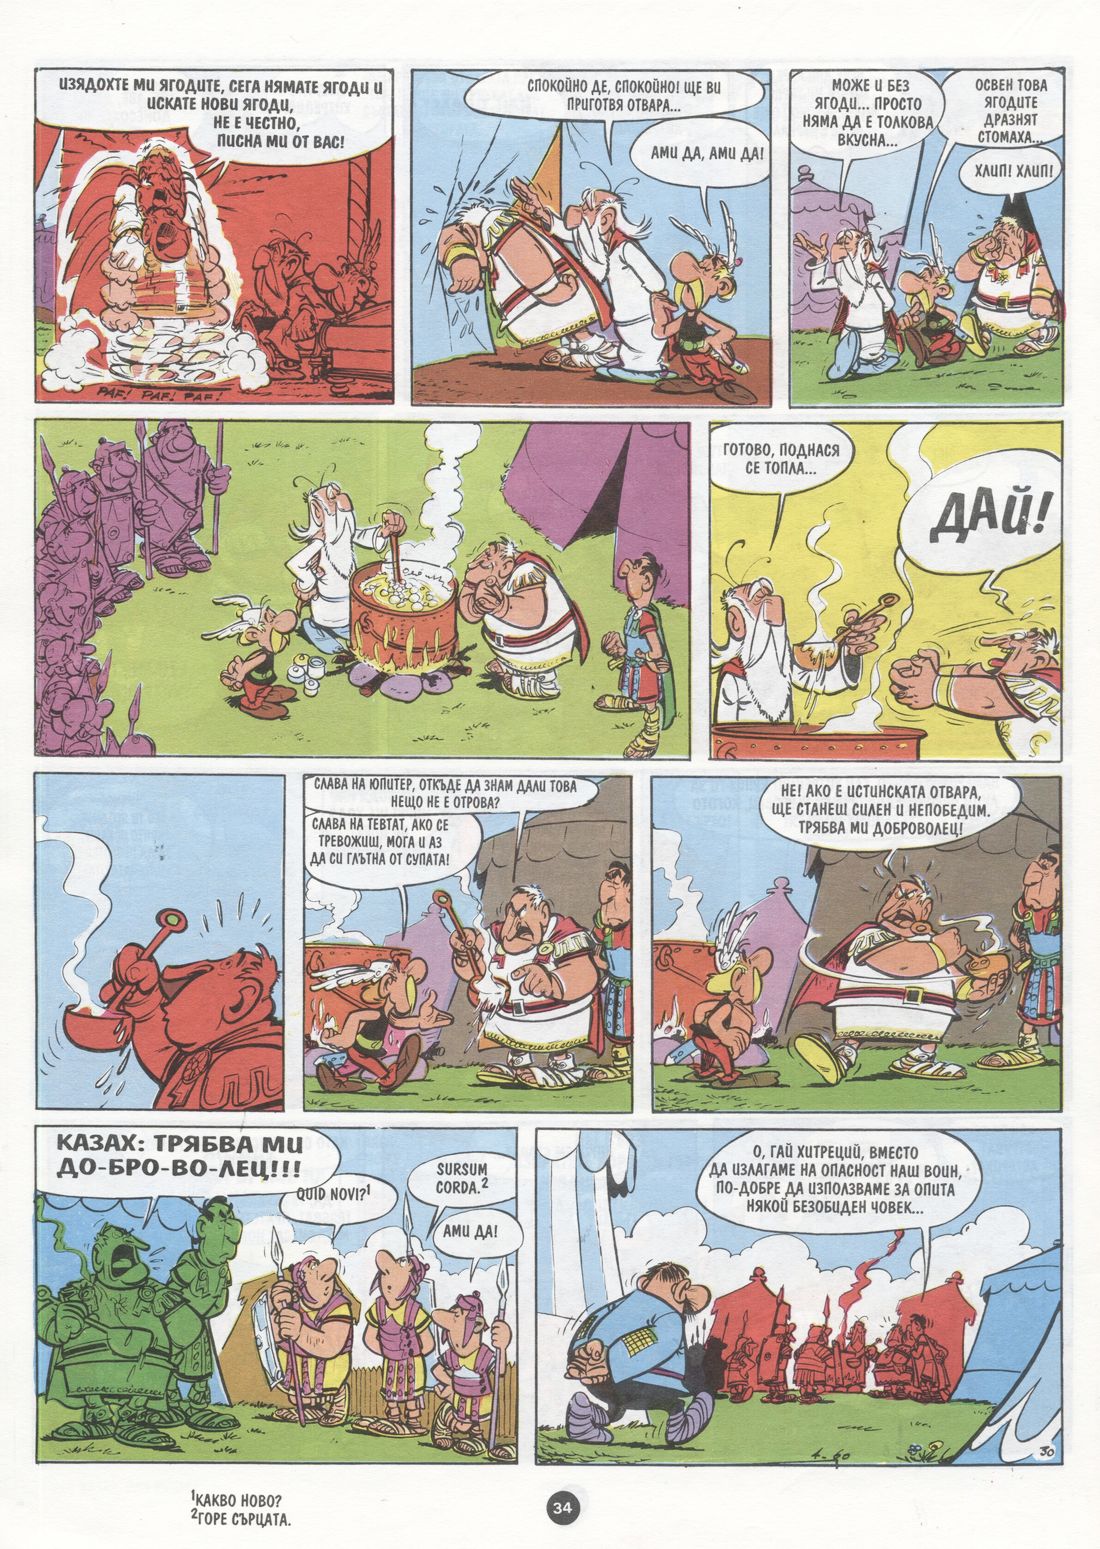 ИЗЯДОХТЕ МИ ЯГОДИТЕ, СЕГА НЯМАТЕ ЯГОДИ И
ИСКАТЕ НОВИ ЯГОДИ,
НЕ Е ЧЕСТНО,
ПИСНА МИ ОТ ВАС!
PAF! PAF! PAF!
СПОКОЙНО ДЕ, СПОКОЙНО! ЩЕ ВИ
ПРИГОТВЯ ОТВАРА...
АМИ ДА, АМИ ДА!
МОЖЕ И БЕЗ
ЯГОДИ... ПРОСТО
НЯМА ДА Е ТОЛКОВА
ВКУСНА...
ОСВЕН ТОВА
ЯГОДИТЕ
ДРАЗНЯТ
СТОМАХА...
ХЛИП! ХЛИП!
ГОТОВО, ПОДНАСЯ
СЕ ТОПЛА...
ДАЙ!
СЛАВА НА ЮПИТЕР, ОТКЪДЕ ДА ЗНАМ ДАЛИ ТОВА
НЕЩО НЕ Е ОТРОВА?
СЛАВА НА ТЕВТАТ, АКО СЕ
ТРЕВОЖИШ, МОГА И АЗ
ДА СИ ГЛЪТНА ОТ СУПАТА!
НЕ! АКО Е ИСТИНСКАТА ОТВАРА,
ЩЕ СТАНЕШ СИЛЕН И НЕПОБЕДИМ.
ТРЯБВА МИ ДОБРОВОЛЕЦ!
КАЗАХ: ТРЯБВА МИ
ДО-БРО-ВО-ЛЕЦ!!!
QUID NOVI?¹
SURSUM
CORDA.²
АМИ ДА!
О, ГАЙ ХИТРЕЦИЙ, ВМЕСТО
ДА ИЗЛАГАМЕ НА ОПАСНОСТ НАШ ВОИН,
ПО-ДОБРЕ ДА ИЗПОЛЗВАМЕ ЗА ОПИТА
НЯКОЙ БЕЗОБИДЕН ЧОВЕК...
4-60
30
¹КАКВО НОВО?
²ГОРЕ СЪРЦАТА.
34